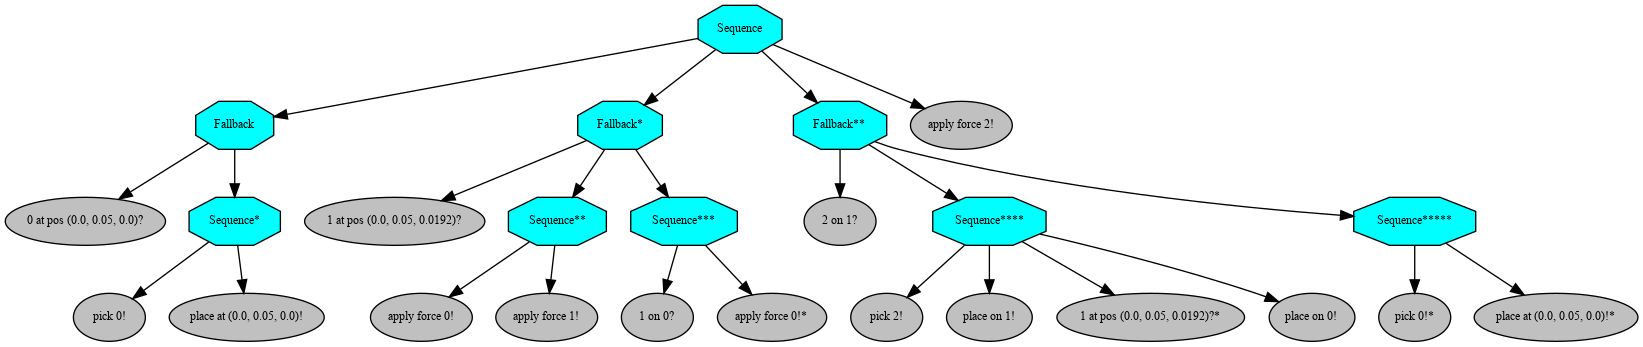 Sequence
Fallback
Fallback*
Fallback**
apply force 2!
0 at pos (0.0, 0.05, 0.0)?
Sequence*
1 at pos (0.0, 0.05, 0.0192)?
Sequence**
Sequence***
2 on 1?
Sequence****
Sequence*****
pick 0!
place at (0.0, 0.05, 0.0)!
apply force 0!
apply force 1!
1 on 0?
apply force 0!*
pick 2!
place on 1!
1 at pos (0.0, 0.05, 0.0192)?*
place on 0!
pick 0!*
place at (0.0, 0.05, 0.0)!*